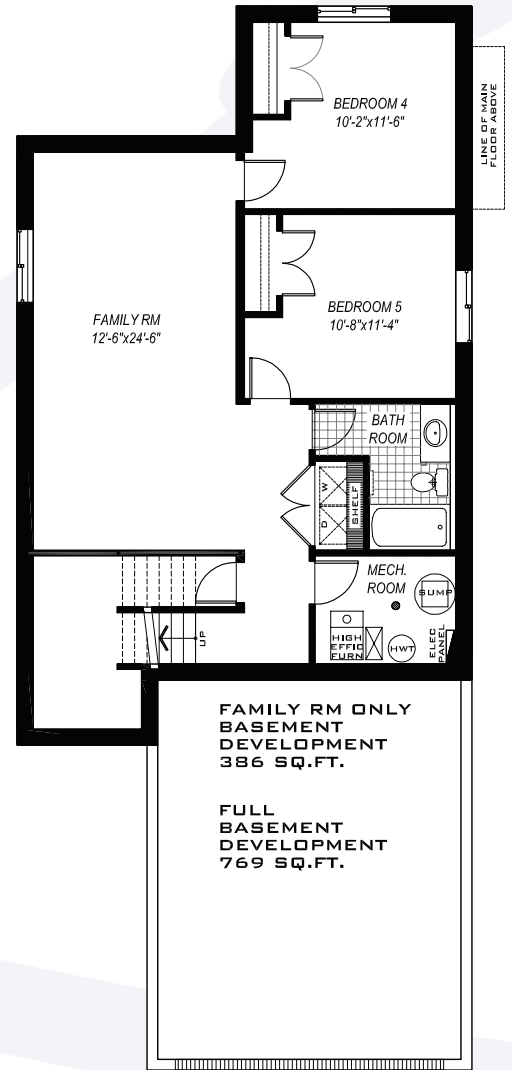 BEDROOM 4
10'-2"x11'-6"
LINE OF MAIN
FLOOR ABOVE
FAMILY RM
12'-6"x24'-6"
BEDROOM 5
10'-8"x11'-4"
BATH
ROOM
W
D
SHELF
MECH.
ROOM
SUMP
UP
HIGH
EFFIC
FURN
HWT
ELEC
PANEL
FAMILY RM ONLY
BASEMENT
DEVELOPMENT
386 SQ.FT.
FULL
BASEMENT
DEVELOPMENT
769 SQ.FT.